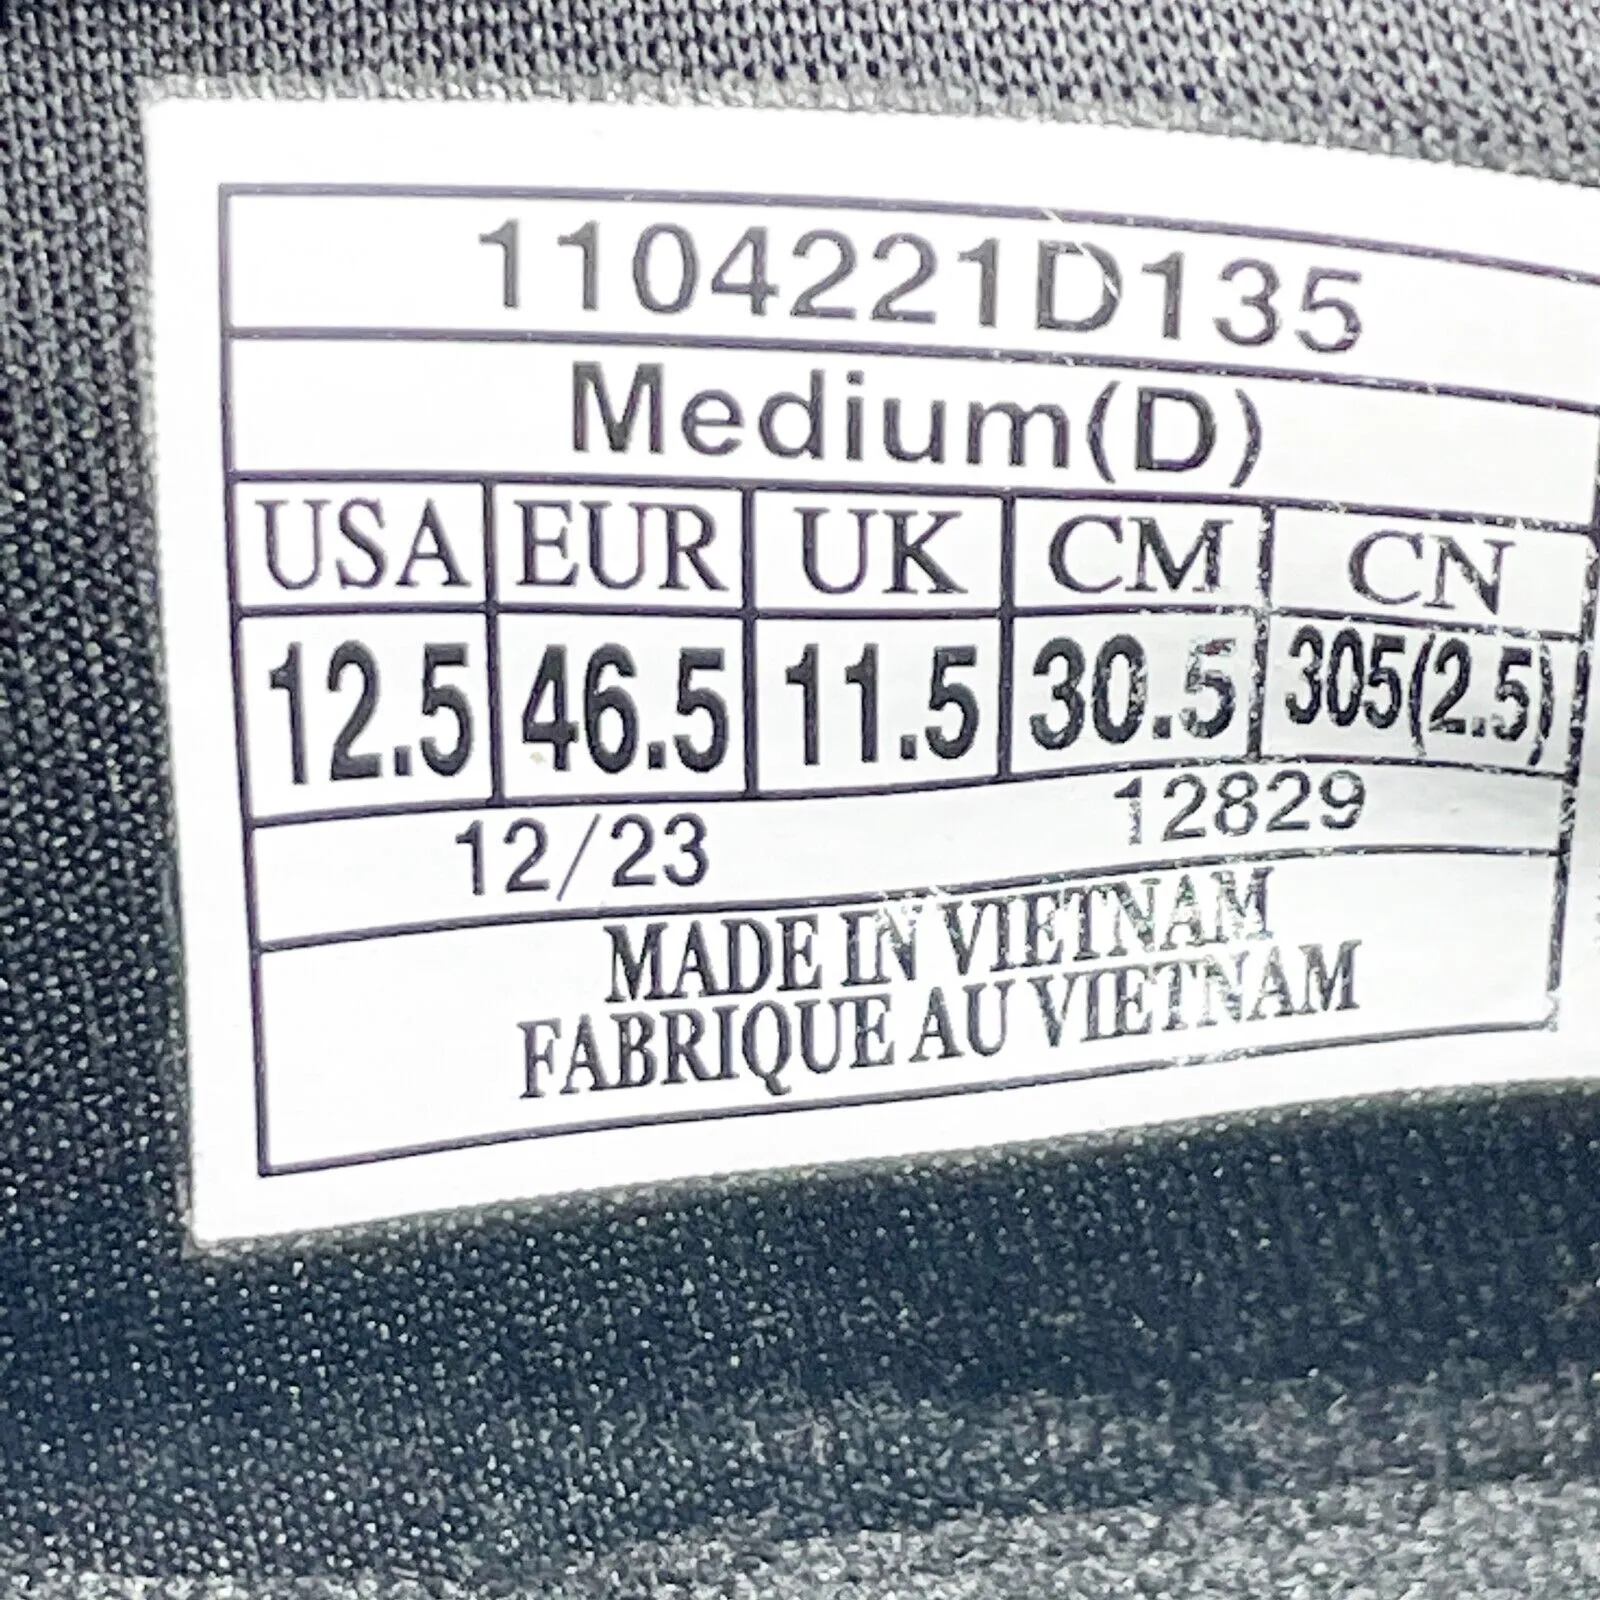 1104221D135
Medium(D)
USA EUR UK CM CN
12.5 46.5 11.5 30.5 305(2.5)
12/23 12829
MADE IN VIETNAM
FABRIQUE AU VIETNAM